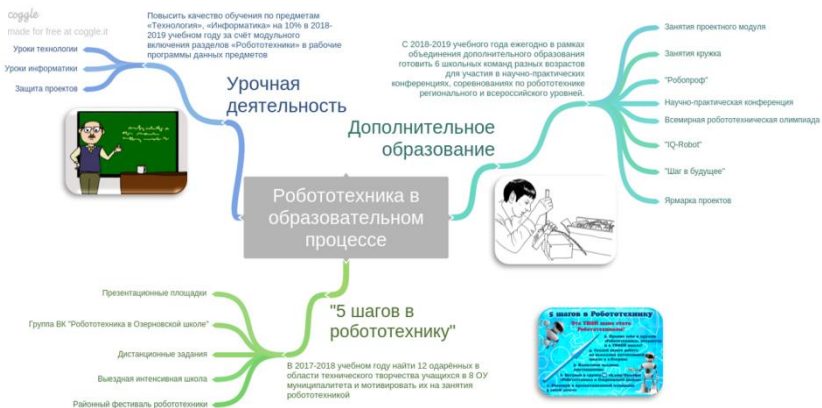 coggle
made for free at coggle.it
Повысить качество обучения по предметам
«Технология», «Информатика» на 10% в 2018-
2019 учебном году за счёт модульного
включения разделов «Робототехники» в рабочие
программы данных предметов
Уроки технологии
Уроки информатики
Защита проектов
Урочная
деятельность
С 2018-2019 учебного года ежегодно в рамках
объединения дополнительного образования
готовить 6 школьных команд разных возрастов
для участия в научно-практических
конференциях, соревнованиях по робототехнике
регионального и всероссийского уровней.
Дополнительное
образование
Занятия проектного модуля
Занятия кружка
"Робопроф"
Научно-практическая конференция
Всемирная робототехническая олимпиада
"IQ-Robot"
"Шаг в будущее"
Ярмарка проектов
Робототехника в
образовательном
процессе
Презентационные площадки
Группа ВК "Робототехника в Озерновской школе"
Дистанционные задания
Выездная интенсивная школа
Районный фестиваль робототехники
"5 шагов в
робототехнику"
В 2017-2018 учебном году найти 12 одарённых в
области технического творчества учащихся в 8 ОУ
муниципалитета и мотивировать их на занятия
робототехникой
5 шагов в Робототехнику